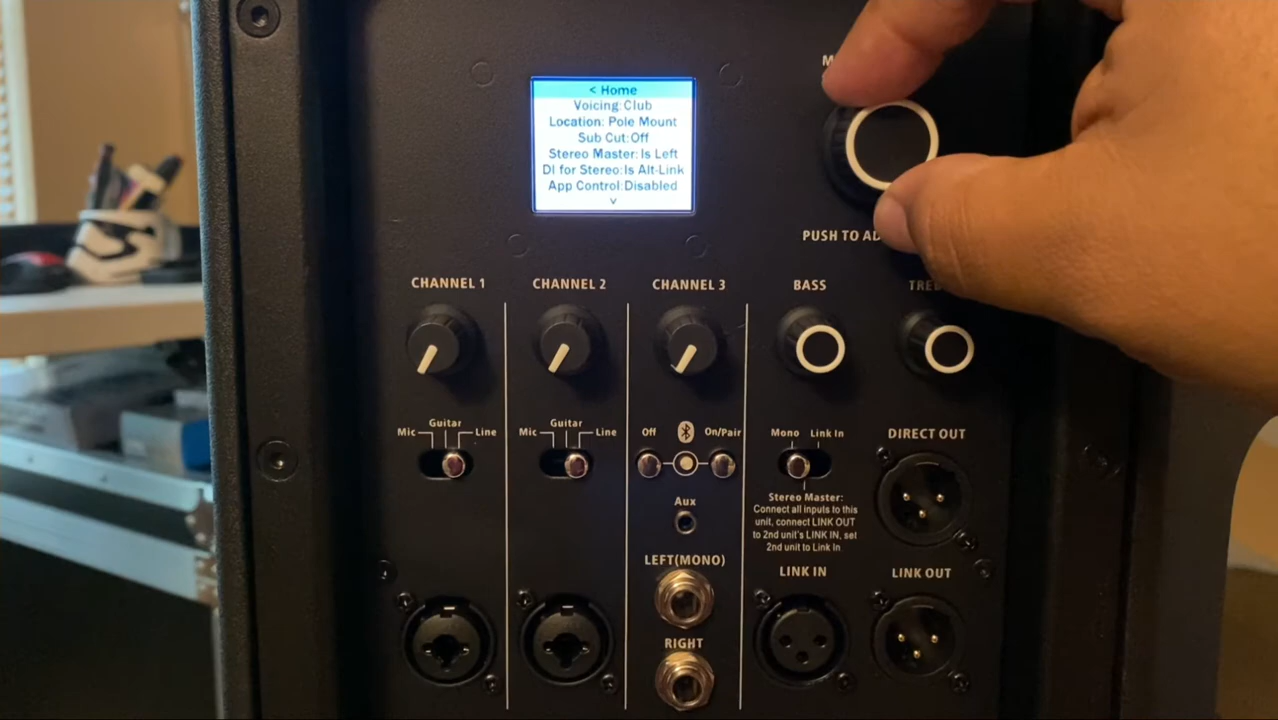 < Home
Voicing: Club
Location: Pole Mount
Sub Cut: Off
Stereo Master: Is Left
DI for Stereo: Is Alt-Link
App Control: Disabled
PUSH TO
CHANNEL 1
CHANNEL 2
CHANNEL 3
BASS
Mic
Guitar
Line
Mic
Guitar
Line
Off
On/Pair
Mono
Link In
DIRECT OUT
Aux
Stereo Master:
Connect all inputs to this
unit, connect LINK OUT
to 2nd unit's LINK IN, set
2nd unit to Link In
LEFT(MONO)
LINK IN
LINK OUT
RIGHT